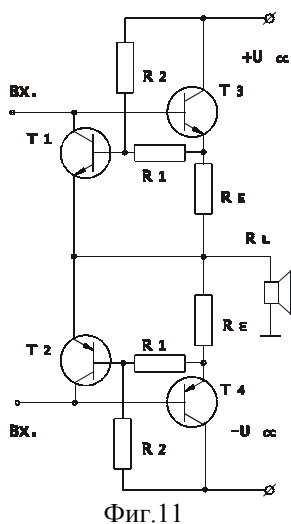 +U cc
R 2
T 3
Вх.
T 1
R 1
R E
R L
R E
T 2
R 1
T 4
Вх.
R 2
-U cc
Фиг.11